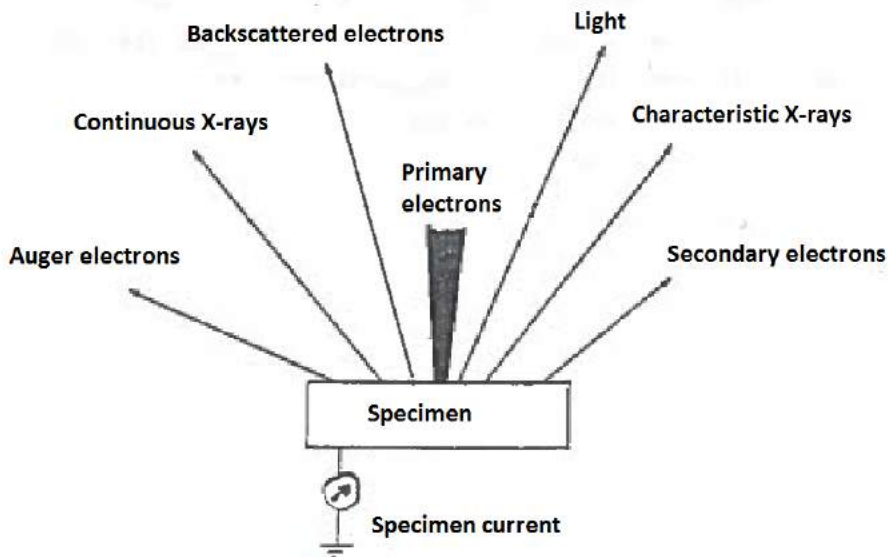 Light
Backscattered electrons
Continuous X-rays
Characteristic X-rays
Primary
electrons
Auger electrons
Secondary electrons
Specimen
Specimen current